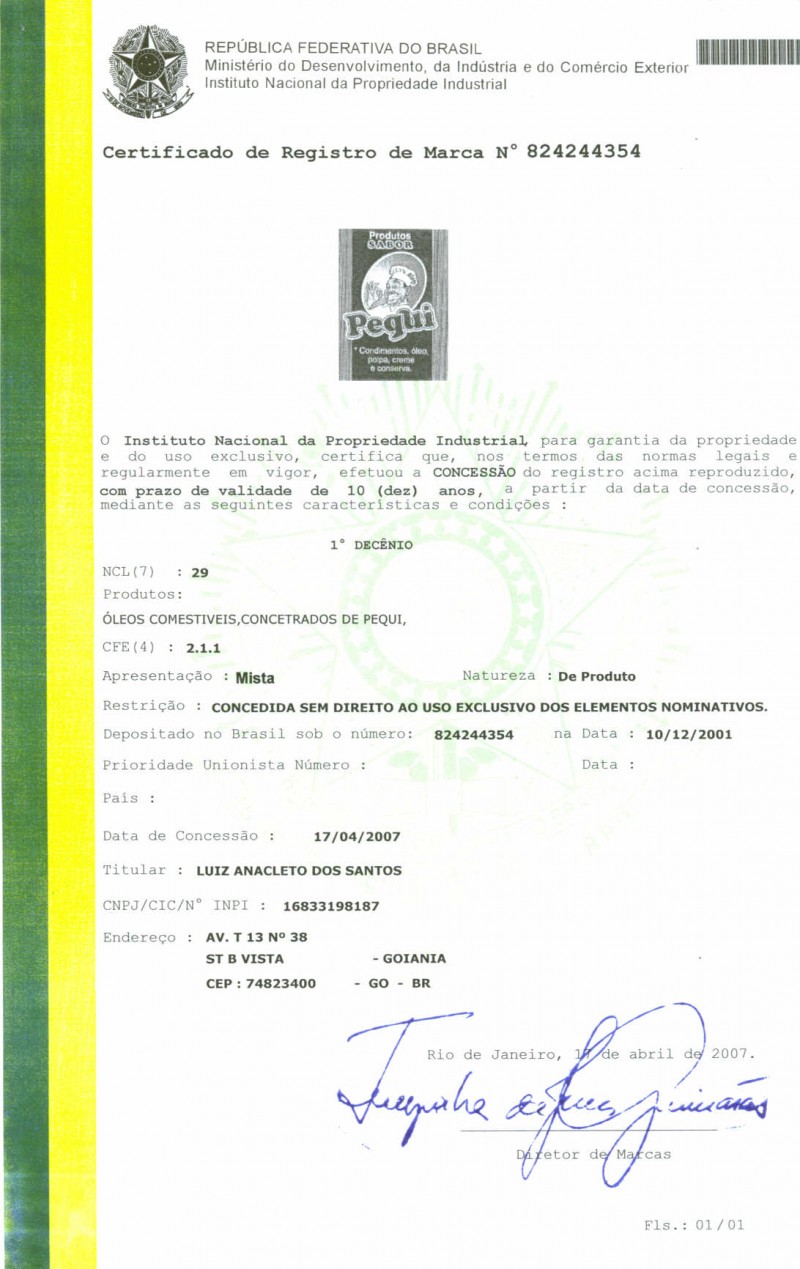 REPÚBLICA FEDERATIVA DO BRASIL
Ministério do Desenvolvimento, da Indústria e do Comércio Exterior
Instituto Nacional da Propriedade Industrial
Certificado de Registro de Marca N° 824244354
Produtos
SABOR
Pequi
* Condimentos, óleo,
polpa, creme
e conserva.
O Instituto Nacional da Propriedade Industrial, para garantia da propriedade
e do uso exclusivo, certifica que, nos termos das normas legais e
regularmente em vigor, efetuou a CONCESSÃO do registro acima reproduzido,
com prazo de validade de 10 (dez) anos, a partir da data de concessão,
mediante as seguintes características e condições :
1° DECÊNIO
NCL(7) : 29
Produtos:
ÓLEOS COMESTIVEIS,CONCETRADOS DE PEQUI,
CFE(4) : 2.1.1
Apresentação : Mista Natureza : De Produto
Restrição : CONCEDIDA SEM DIREITO AO USO EXCLUSIVO DOS ELEMENTOS NOMINATIVOS.
Depositado no Brasil sob o número: 824244354 na Data : 10/12/2001
Prioridade Unionista Número : Data :
País :
Data de Concessão : 17/04/2007
Titular : LUIZ ANACLETO DOS SANTOS
CNPJ/CIC/N° INPI : 16833198187
Endereço : AV. T 13 Nº 38
ST B VISTA - GOIANIA
CEP : 74823400 - GO - BR
Rio de Janeiro, 17 de abril de 2007.
Diretor de Marcas
Fls.: 01/01